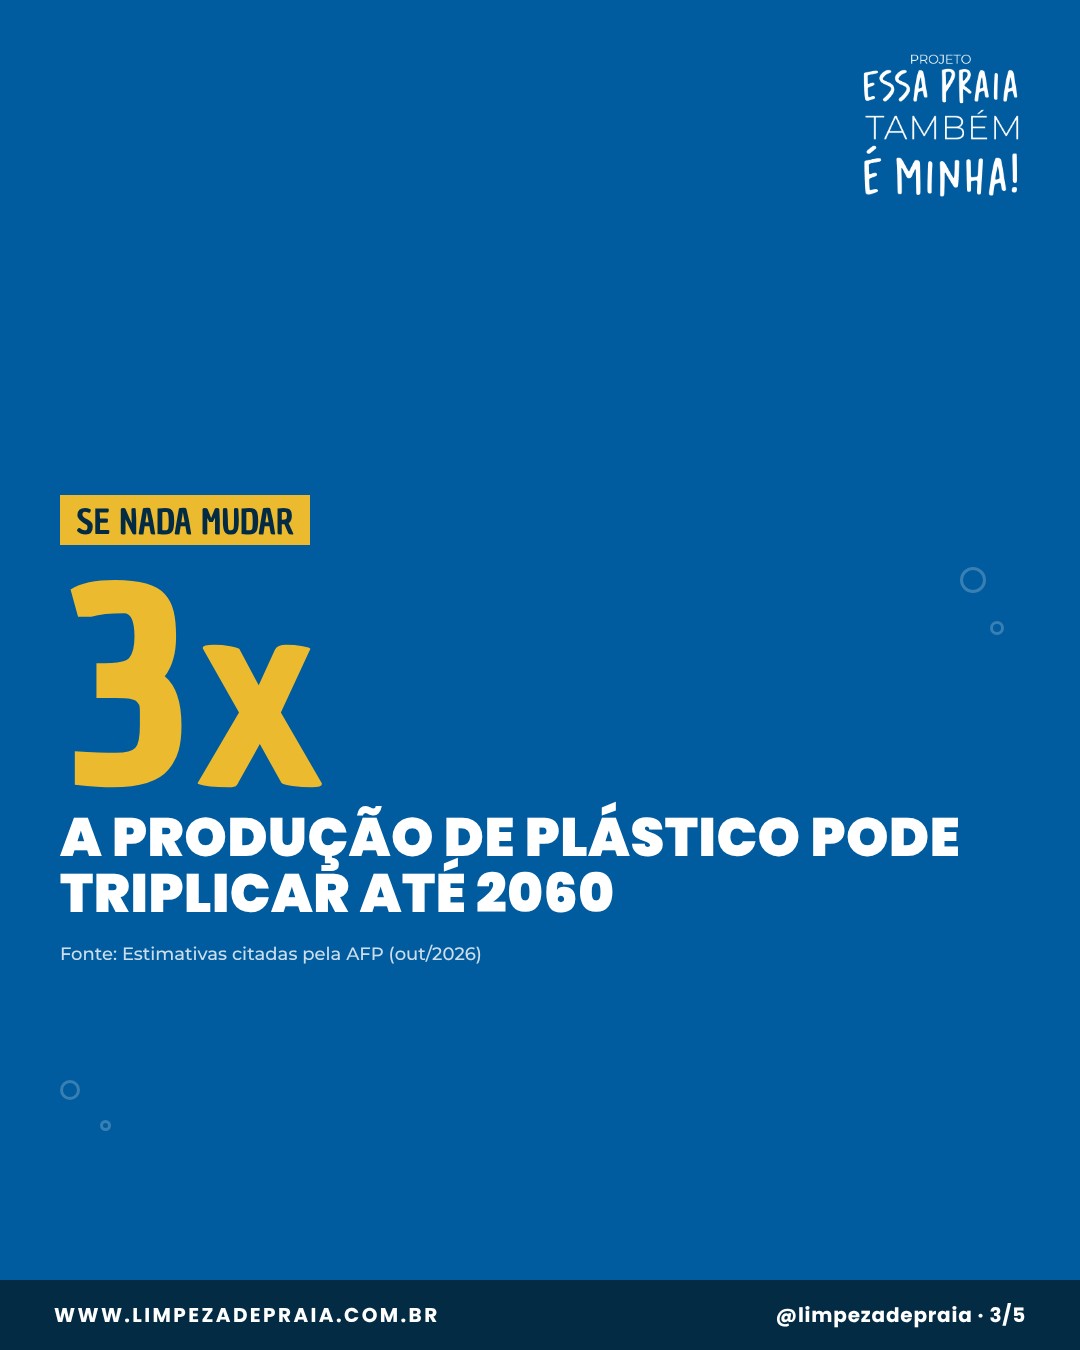 PROJETO
ESSA PRAIA
TAMBÉM
É MINHA!
SE NADA MUDAR
3x
A PRODUÇÃO DE PLÁSTICO PODE
TRIPLICAR ATÉ 2060
Fonte: Estimativas citadas pela AFP (out/2026)
WWW.LIMPEZADEPRAIA.COM.BR
@limpezadepraia · 3/5